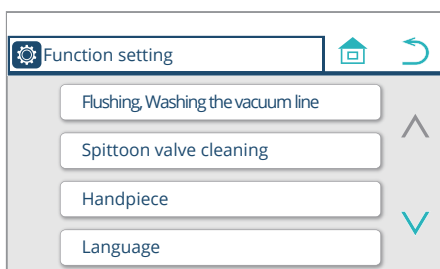 Function setting
Flushing, Washing the vacuum line
Spittoon valve cleaning
Handpiece
Language